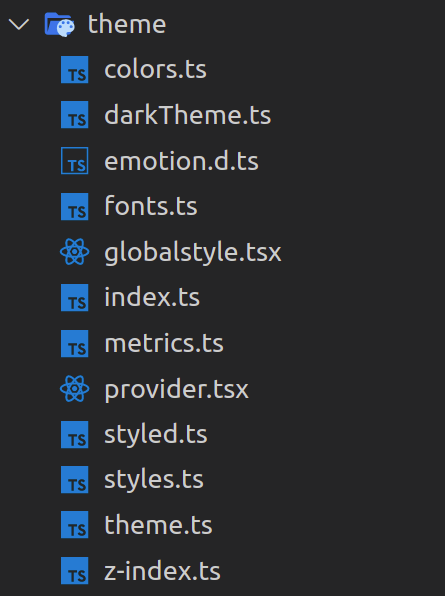 theme
TS colors.ts
TS darkTheme.ts
TS emotion.d.ts
TS fonts.ts
globalstyle.tsx
TS index.ts
TS metrics.ts
provider.tsx
TS styled.ts
TS styles.ts
TS theme.ts
TS z-index.ts